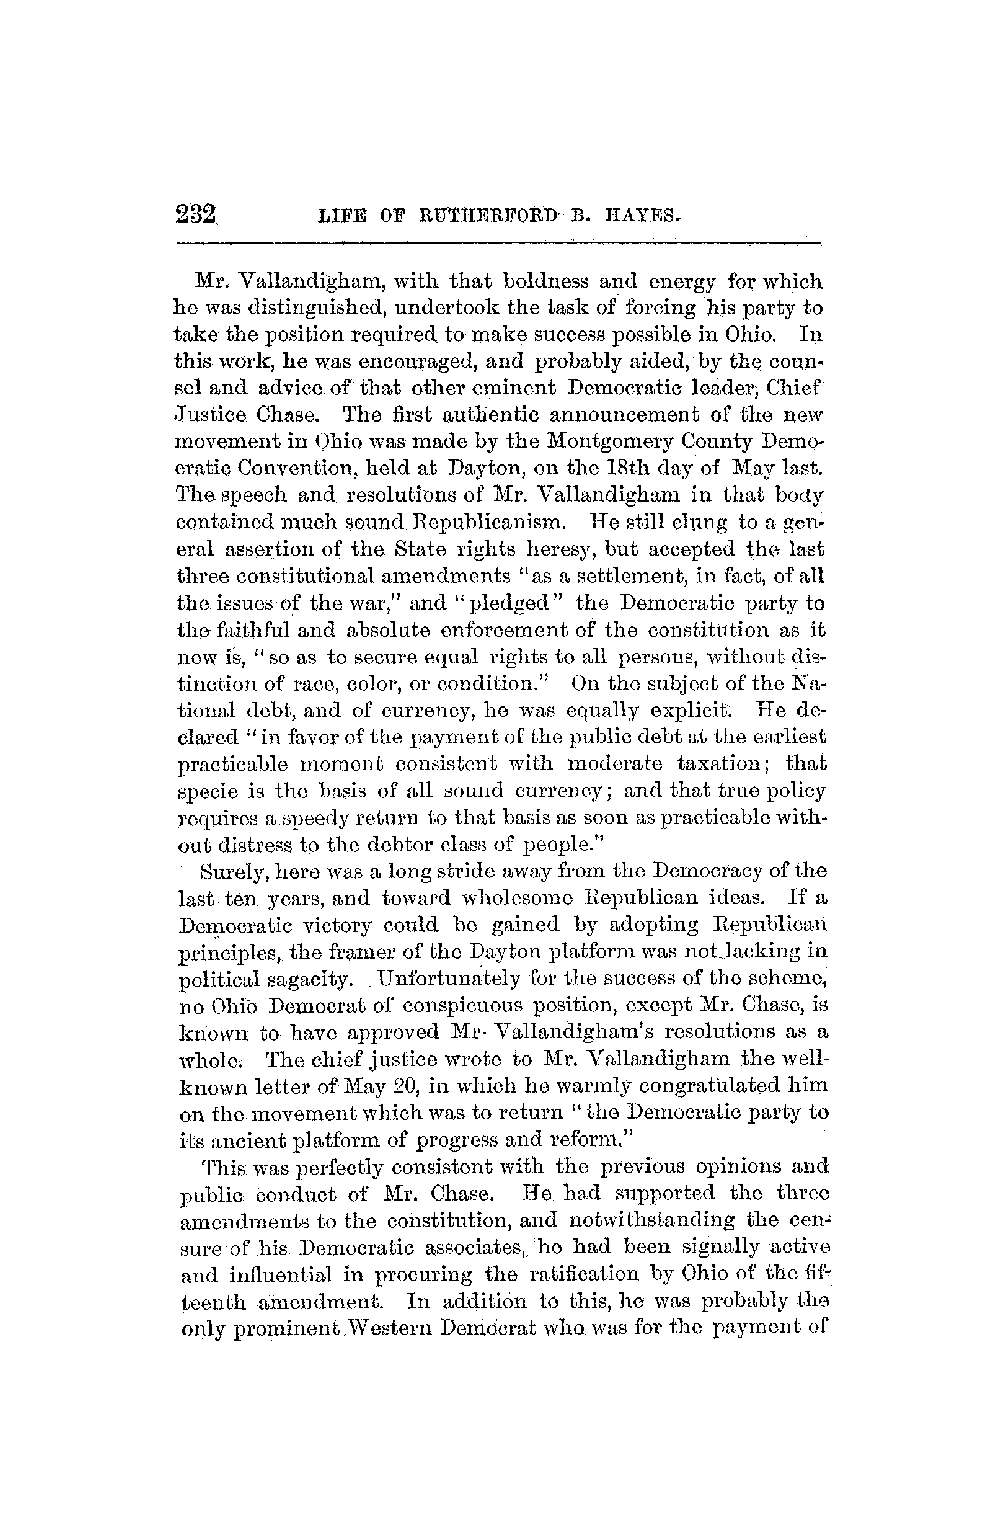 232 LIFE OF RUTHERFORD B. HAYES.
Mr. Vallandigham, with that boldness and energy for which
he was distinguished, undertook the task of forcing his party to
take the position required to make success possible in Ohio. In
this work, he was encouraged, and probably aided, by the coun-
sel and advice of that other eminent Democratic leader, Chief
Justice Chase. The first authentic announcement of the new
movement in Ohio was made by the Montgomery County Demo-
cratic Convention, held at Dayton, on the 18th day of May last.
The speech and resolutions of Mr. Vallandigham in that body
contained much sound Republicanism. He still clung to a gen-
eral assertion of the State rights heresy, but accepted the last
three constitutional amendments "as a settlement, in fact, of all
the issues of the war," and "pledged" the Democratic party to
the faithful and absolute enforcement of the constitution as it
now is, "so as to secure equal rights to all persons, without dis-
tinction of race, color, or condition." On the subject of the Na-
tional debt, and of currency, he was equally explicit. He de-
clared "in favor of the payment of the public debt at the earliest
practicable moment consistent with moderate taxation; that
specie is the basis of all sound currency; and that true policy
requires a speedy return to that basis as soon as practicable with-
out distress to the debtor class of people."
Surely, here was a long stride away from the Democracy of the
last ten years, and toward wholesome Republican ideas. If a
Democratic victory could be gained by adopting Republican
principles, the framer of the Dayton platform was not lacking in
political sagacity. Unfortunately for the success of the scheme,
no Ohio Democrat of conspicuous position, except Mr. Chase, is
known to have approved Mr. Vallandigham's resolutions as a
whole. The chief justice wrote to Mr. Vallandigham the well-
known letter of May 20, in which he warmly congratulated him
on the movement which was to return "the Democratic party to
its ancient platform of progress and reform."
This was perfectly consistent with the previous opinions and
public conduct of Mr. Chase. He had supported the three
amendments to the constitution, and notwithstanding the cen-
sure of his Democratic associates, he had been signally active
and influential in procuring the ratification by Ohio of the fif-
teenth amendment. In addition to this, he was probably the
only prominent Western Democrat who was for the payment of